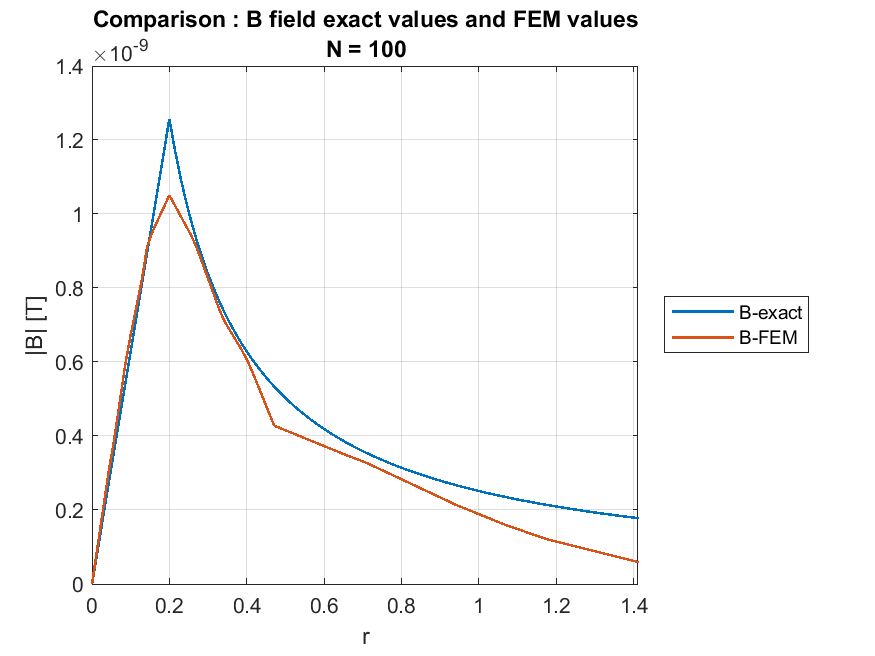 Comparison : B field exact values and FEM values
N = 100
×10-9
1.4
1.2
1
0.8
0.6
0.4
0.2
0
|B| [T]
0 0.2 0.4 0.6 0.8 1 1.2 1.4
r
B-exact
B-FEM